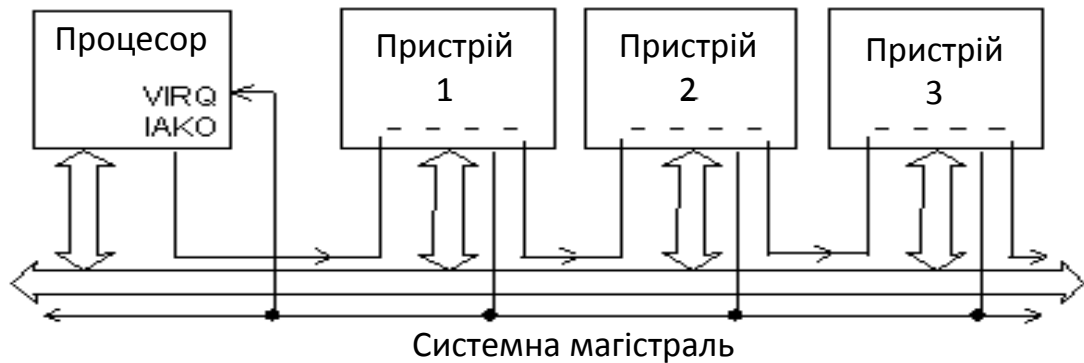 Процесор
VIRQ
IAKO
Пристрій
1
Пристрій
2
Пристрій
3
Системна магістраль